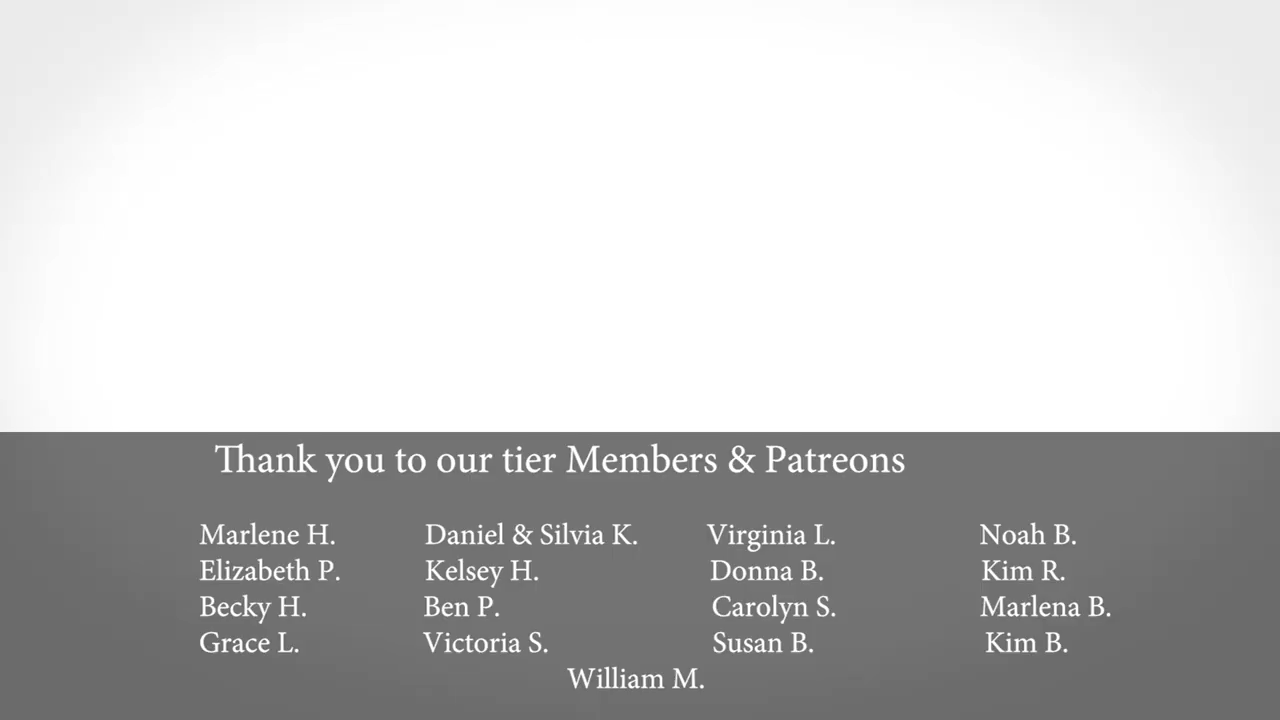 Thank you to our tier Members & Patreons
Marlene H. Daniel & Silvia K. Virginia L. Noah B.
Elizabeth P. Kelsey H. Donna B. Kim R.
Becky H. Ben P. Carolyn S. Marlena B.
Grace L. Victoria S. Susan B. Kim B.
William M.